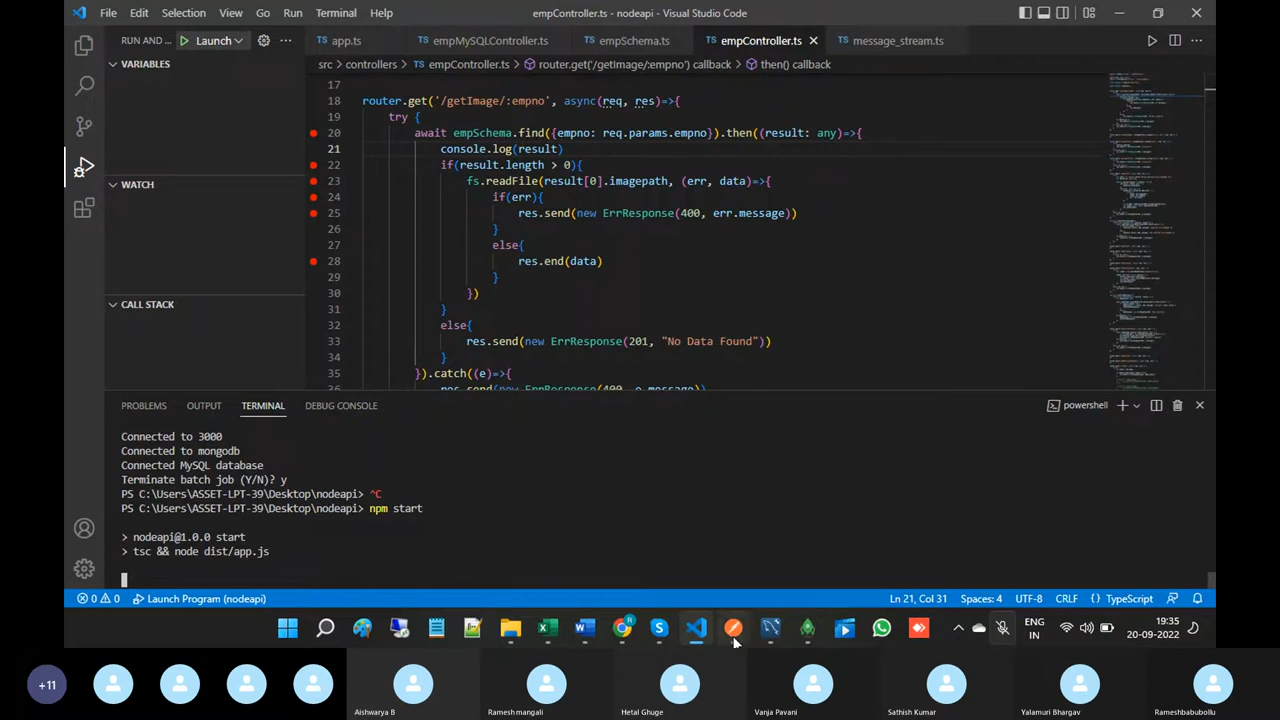 File Edit Selection View Go Run Terminal Help
empController.ts - nodeapi - Visual Studio Code
RUN AND ... Launch
app.ts empMySQLController.ts empSchema.ts empController.ts message_stream.ts
src > controllers > empController.ts > router.get('/getImage/:empno') callback > then() callback
VARIABLES
WATCH
CALL STACK
17
18 router.get('/getImage/:empno', async(req, res)=>{
19 try {
20 await empSchema.find({empno: req.params.empno}).then((result: any)=>{
21 console.log(result)
22 if(result.length > 0){
23 fs.readFile(result[0].imagepath, (err, data)=>{
24 if(err){
25 res.send(new ErrResponse(400, err.message))
26 }
27 else{
28 res.end(data)
29 }
30 })
31 }
32 else{
33 res.send(new ErrResponse(201, "No Data Found"))
34 }
35 }).catch((e)=>{
36 res.send(new ErrResponse(400, e.message))
PROBLEMS OUTPUT TERMINAL DEBUG CONSOLE
powershell
Connected to 3000
Connected to mongodb
Connected MySQL database
Terminate batch job (Y/N)? y
PS C:\Users\ASSET-LPT-39\Desktop\nodeapi> ^C
PS C:\Users\ASSET-LPT-39\Desktop\nodeapi> npm start
> nodeapi@1.0.0 start
> tsc && node dist/app.js
0 0 Launch Program (nodeapi)
Ln 21, Col 31 Spaces: 4 UTF-8 CRLF {} TypeScript
ENG
IN
19:35
20-09-2022
+11
Aishwarya B
Rameshmangali
Hetal Ghuge
Vanja Pavani
Sathish Kumar
Yalamuri Bhargav
Rameshbabubollu